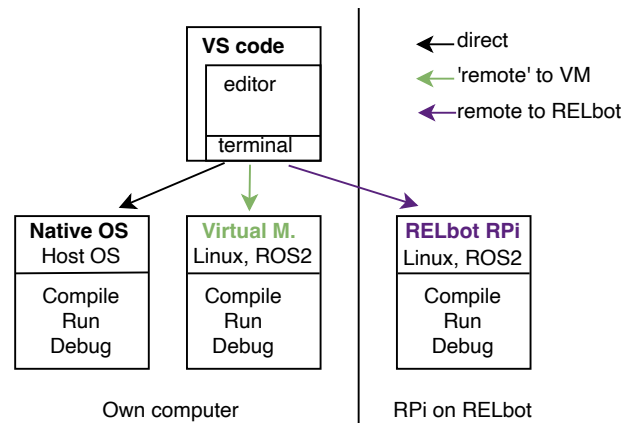 VS code
editor
terminal
direct
'remote' to VM
remote to RELbot
Native OS
Host OS
Compile
Run
Debug
Virtual M.
Linux, ROS2
Compile
Run
Debug
RELbot RPi
Linux, ROS2
Compile
Run
Debug
Own computer
RPi on RELbot